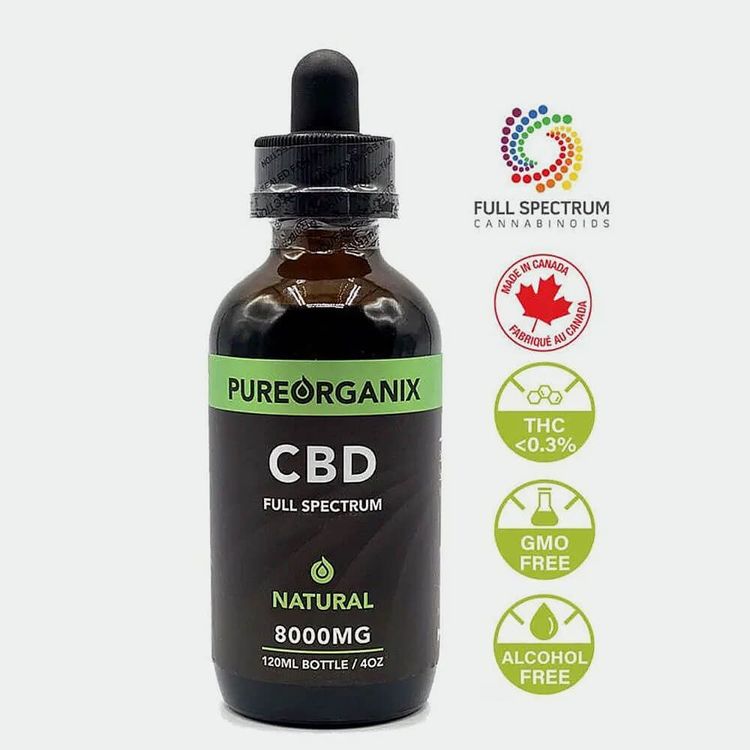 PUREORGANIX
CBD
FULL SPECTRUM
NATURAL
8000MG
120ML BOTTLE / 4OZ
FULL SPECTRUM
CANNABINOIDS
MADE IN CANADA
FABRIQUÉ AU CANADA
THC
<0.3%
GMO
FREE
ALCOHOL
FREE